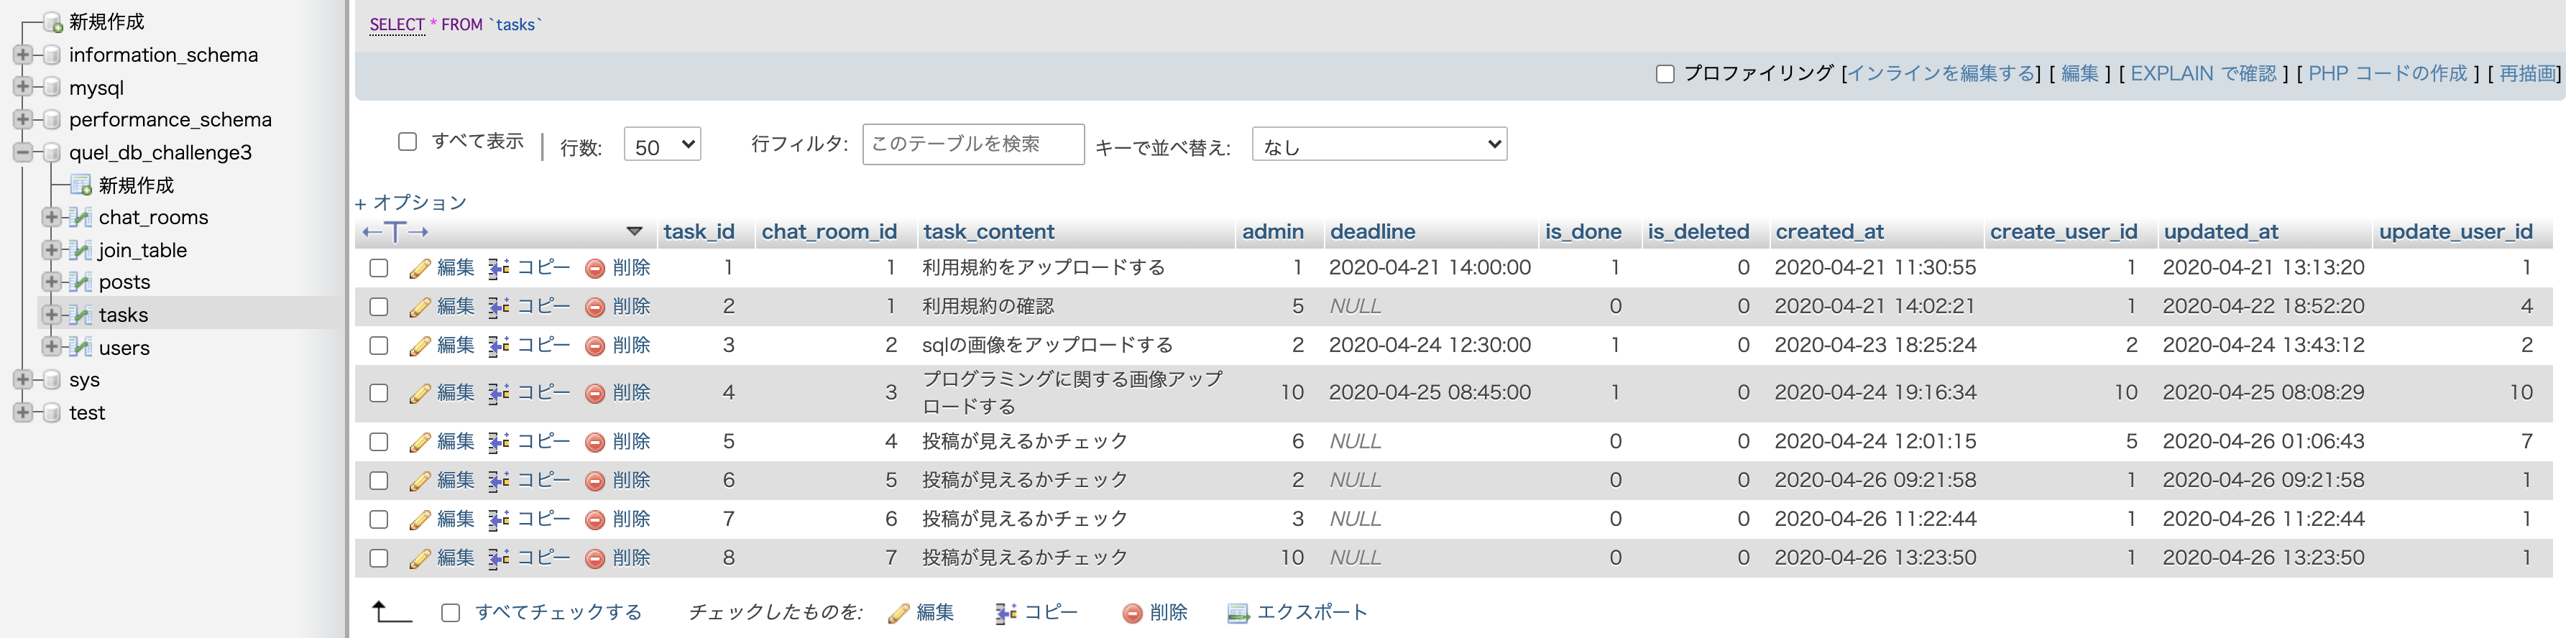 新規作成
information_schema
mysql
performance_schema
quel_db_challenge3
新規作成
chat_rooms
join_table
posts
tasks
users
sys
test
SELECT * FROM `tasks`
プロファイリング [インラインを編集する] [ 編集 ] [ EXPLAIN で確認 ] [ PHP コードの作成 ] [ 再描画]
すべて表示 | 行数: 50 行フィルタ: このテーブルを検索 キーで並べ替え: なし
+ オプション
←T→ task_id chat_room_id task_content admin deadline is_done is_deleted created_at create_user_id updated_at update_user_id
編集 コピー 削除 1 1 利用規約をアップロードする 1 2020-04-21 14:00:00 1 0 2020-04-21 11:30:55 1 2020-04-21 13:13:20 1
編集 コピー 削除 2 1 利用規約の確認 5 NULL 0 0 2020-04-21 14:02:21 1 2020-04-22 18:52:20 4
編集 コピー 削除 3 2 sqlの画像をアップロードする 2 2020-04-24 12:30:00 1 0 2020-04-23 18:25:24 2 2020-04-24 13:43:12 2
編集 コピー 削除 4 3 プログラミングに関する画像アップ
ロードする 10 2020-04-25 08:45:00 1 0 2020-04-24 19:16:34 10 2020-04-25 08:08:29 10
編集 コピー 削除 5 4 投稿が見えるかチェック 6 NULL 0 0 2020-04-24 12:01:15 5 2020-04-26 01:06:43 7
編集 コピー 削除 6 5 投稿が見えるかチェック 2 NULL 0 0 2020-04-26 09:21:58 1 2020-04-26 09:21:58 1
編集 コピー 削除 7 6 投稿が見えるかチェック 3 NULL 0 0 2020-04-26 11:22:44 1 2020-04-26 11:22:44 1
編集 コピー 削除 8 7 投稿が見えるかチェック 10 NULL 0 0 2020-04-26 13:23:50 1 2020-04-26 13:23:50 1
すべてチェックする チェックしたものを: 編集 コピー 削除 エクスポート